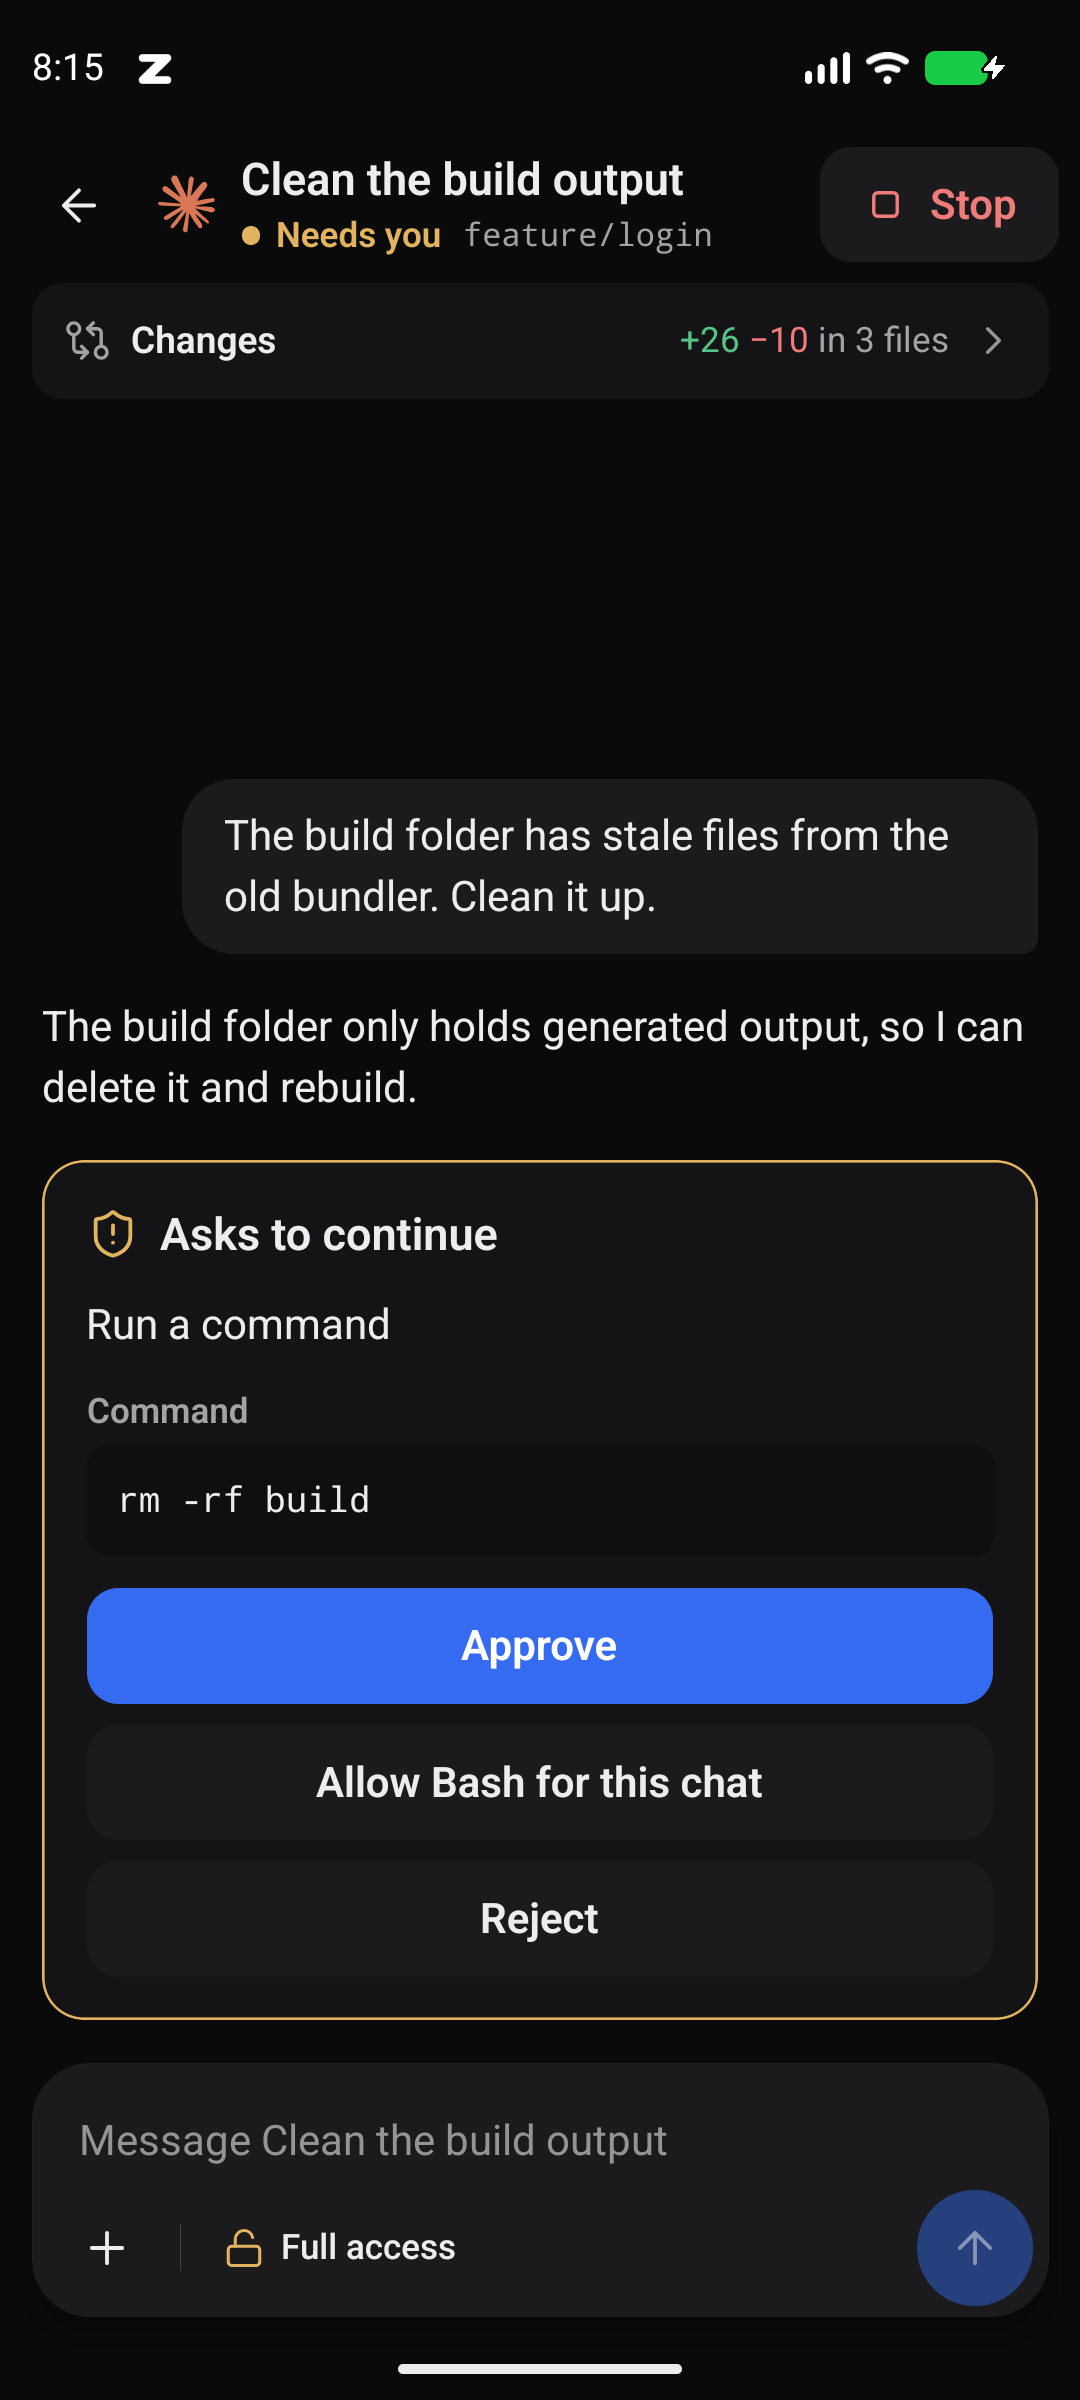 8:15
Clean the build output
Stop
Needs you feature/login
Changes
+26 −10 in 3 files
The build folder has stale files from the
old bundler. Clean it up.
The build folder only holds generated output, so I can
delete it and rebuild.
Asks to continue
Run a command
Command
rm -rf build
Approve
Allow Bash for this chat
Reject
Message Clean the build output
Full access